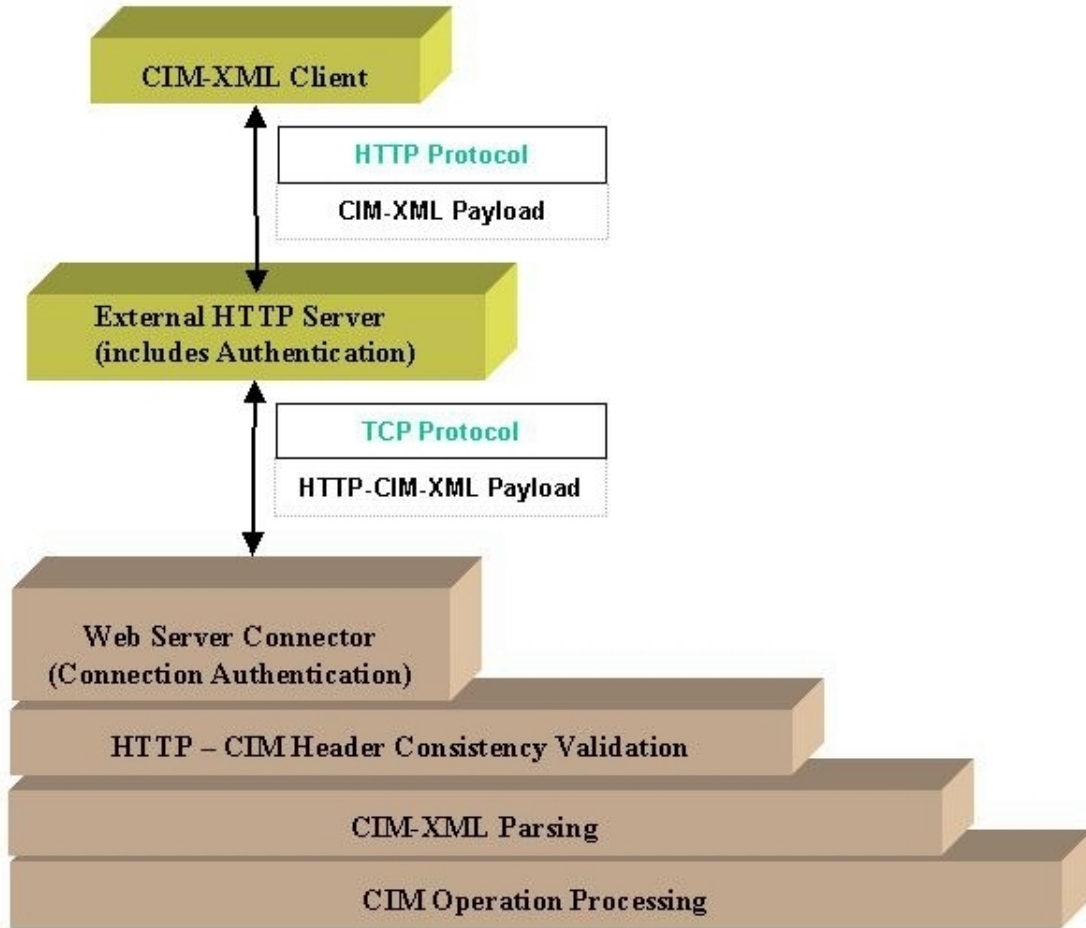 CIM-XML Client
HTTP Protocol
CIM-XML Payload
External HTTP Server
(includes Authentication)
TCP Protocol
HTTP-CIM-XML Payload
Web Server Connector
(Connection Authentication)
HTTP – CIM Header Consistency Validation
CIM-XML Parsing
CIM Operation Processing